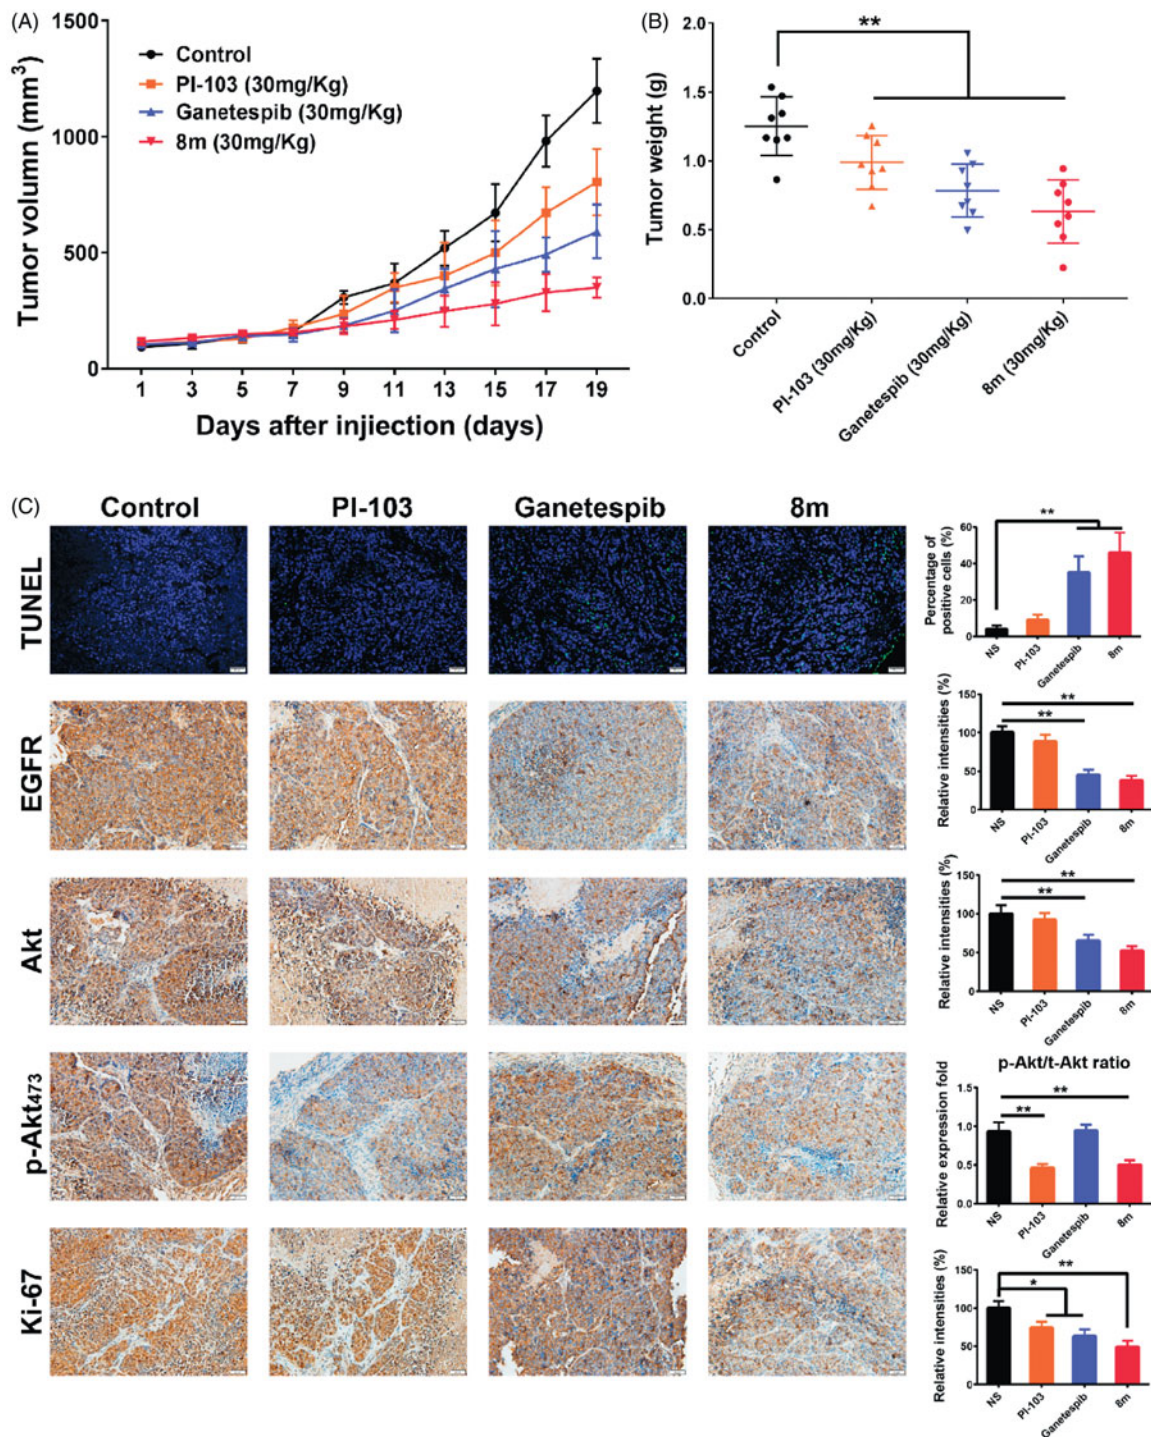 (A)
1500
1000
500
0
Tumor volumn (mm³)
Control
PI-103 (30mg/Kg)
Ganetespib (30mg/Kg)
8m (30mg/Kg)
1 3 5 7 9 11 13 15 17 19
Days after injiection (days)
(B)
**
2.0
1.5
1.0
0.5
0.0
Tumor weight (g)
Control
PI-103 (30mg/Kg)
Ganetespib (30mg/Kg)
8m (30mg/Kg)
(C)
Control PI-103 Ganetespib 8m
TUNEL
Percentage of
positive cells (%)
60
40
20
0
**
NS PI-103 Ganetespib 8m
EGFR
Relative intensities (%)
150
100
50
0
**
**
NS PI-103 Ganetespib 8m
Akt
Relative intensities (%)
150
100
50
0
**
**
NS PI-103 Ganetespib 8m
p-Akt473
p-Akt/t-Akt ratio
Relative expression fold
1.5
1.0
0.5
0.0
**
**
NS PI-103 Ganetespib 8m
Ki-67
Relative intensities (%)
150
100
50
0
**
*
NS PI-103 Ganetespib 8m